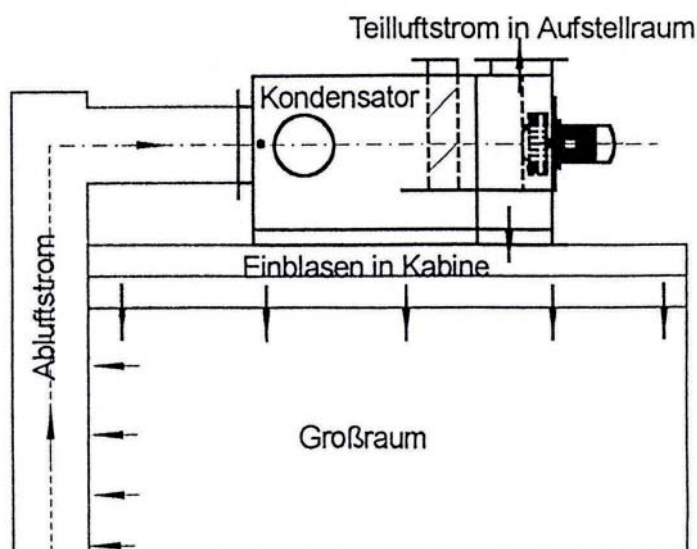 Teilluftstrom in Aufstellraum
Kondensator
Einblasen in Kabine
Abluftstrom
Großraum